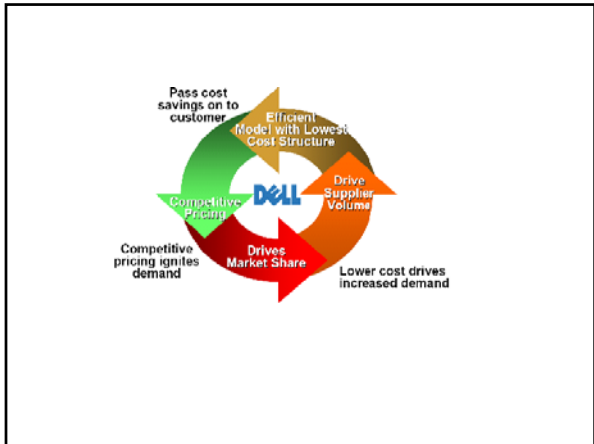 Pass cost
savings on to
customer
Efficient
Model with Lowest
Cost Structure
DELL
Drive
Supplier
Volume
Competitive
Pricing
Competitive
pricing ignites
demand
Drives
Market Share
Lower cost drives
increased demand